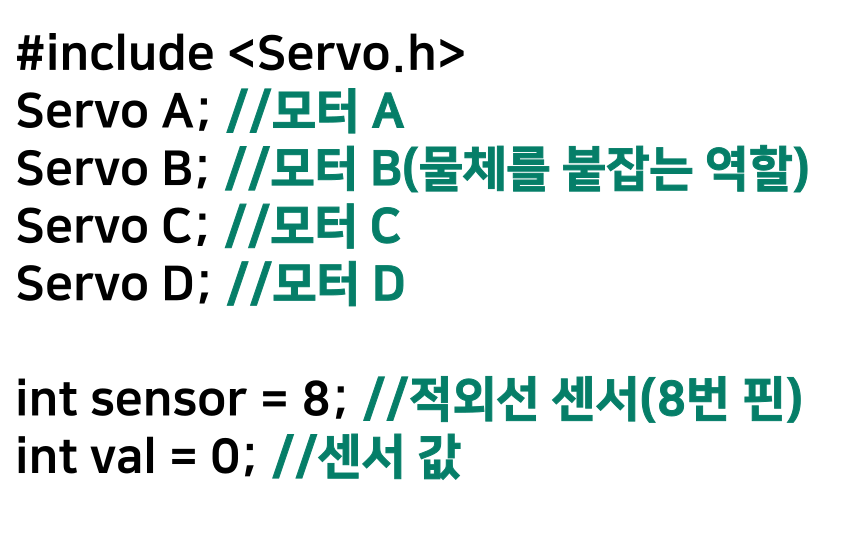 #include <Servo.h>
Servo A; //모터 A
Servo B; //모터 B(물체를 붙잡는 역할)
Servo C; //모터 C
Servo D; //모터 D
int sensor = 8; //적외선 센서(8번 핀)
int val = 0; //센서 값